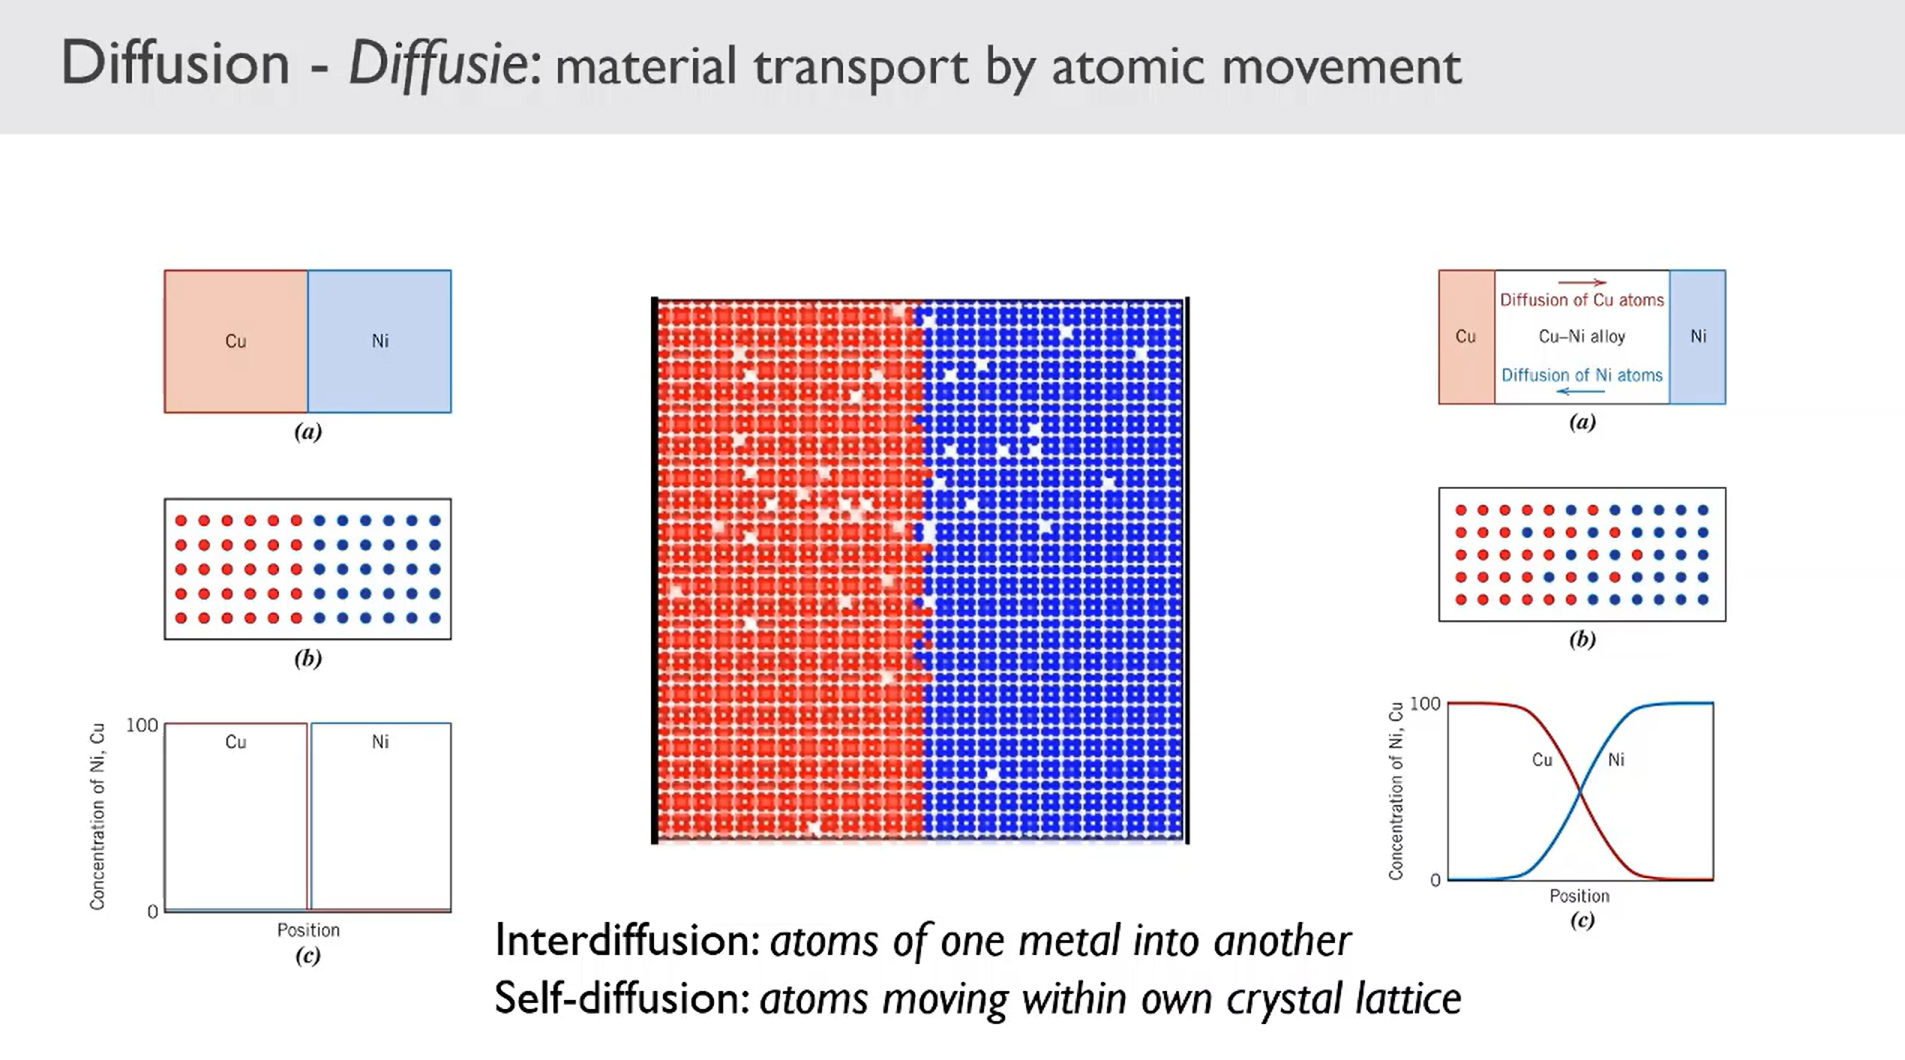 Diffusion - Diffusie: material transport by atomic movement
Cu
Ni
(a)
(b)
Concentration of Ni, Cu
100
0
Cu
Ni
Position
(c)
Interdiffusion: atoms of one metal into another
Self-diffusion: atoms moving within own crystal lattice
Cu
Diffusion of Cu atoms
Cu–Ni alloy
Diffusion of Ni atoms
Ni
(a)
(b)
Concentration of Ni, Cu
100
0
Cu
Ni
Position
(c)